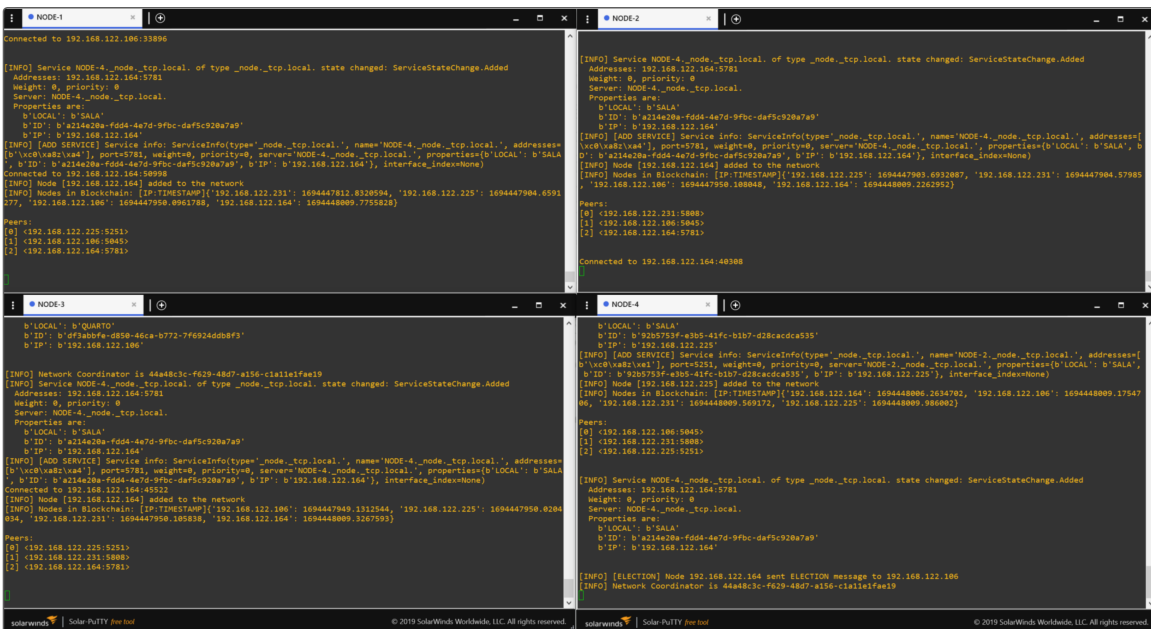 NODE-1
Connected to 192.168.122.106:33896
[INFO] Service NODE-4._node._tcp.local. of type _node._tcp.local. state changed: ServiceStateChange.Added
Addresses: 192.168.122.164:5781
Weight: 0, priority: 0
Server: NODE-4._node._tcp.local.
Properties are:
b'LOCAL': b'SALA'
b'ID': b'a214e20a-fdd4-4e7d-9fbc-daf5c920a7a9'
b'IP': b'192.168.122.164'
[INFO] [ADD SERVICE] Service info: ServiceInfo(type='_node._tcp.local.', name='NODE-4._node._tcp.local.', addresses=
[b'\xc0\xa8z\xa4'], port=5781, weight=0, priority=0, server='NODE-4._node._tcp.local.', properties={b'LOCAL': b'SALA
', b'ID': b'a214e20a-fdd4-4e7d-9fbc-daf5c920a7a9', b'IP': b'192.168.122.164'}, interface_index=None)
Connected to 192.168.122.164:50998
[INFO] Node [192.168.122.164] added to the network
[INFO] Nodes in Blockchain: [IP:TIMESTAMP]{'192.168.122.231': 1694447812.8320594, '192.168.122.225': 1694447904.6591
277, '192.168.122.106': 1694447950.0961788, '192.168.122.164': 1694448009.7755828}
Peers:
[0] <192.168.122.225:5251>
[1] <192.168.122.106:5045>
[2] <192.168.122.164:5781>
NODE-2
[INFO] Service NODE-4._node._tcp.local. of type _node._tcp.local. state changed: ServiceStateChange.Added
Addresses: 192.168.122.164:5781
Weight: 0, priority: 0
Server: NODE-4._node._tcp.local.
Properties are:
b'LOCAL': b'SALA'
b'ID': b'a214e20a-fdd4-4e7d-9fbc-daf5c920a7a9'
b'IP': b'192.168.122.164'
[INFO] [ADD SERVICE] Service info: ServiceInfo(type='_node._tcp.local.', name='NODE-4._node._tcp.local.', addresses=[
\xc0\xa8z\xa4'], port=5781, weight=0, priority=0, server='NODE-4._node._tcp.local.', properties={b'LOCAL': b'SALA', b
D': b'a214e20a-fdd4-4e7d-9fbc-daf5c920a7a9', b'IP': b'192.168.122.164'}, interface_index=None)
[INFO] Node [192.168.122.164] added to the network
[INFO] Nodes in Blockchain: [IP:TIMESTAMP]{'192.168.122.225': 1694447903.6932087, '192.168.122.231': 1694447904.57985
, '192.168.122.106': 1694447950.108048, '192.168.122.164': 1694448009.2262952}
Peers:
[0] <192.168.122.231:5808>
[1] <192.168.122.106:5045>
[2] <192.168.122.164:5781>
Connected to 192.168.122.164:40308
NODE-3
b'LOCAL': b'QUARTO'
b'ID': b'df3abbfe-d850-46ca-b772-7f6924ddb8f3'
b'IP': b'192.168.122.106'
[INFO] Network Coordinator is 44a48c3c-f629-48d7-a156-c1a11e1fae19
[INFO] Service NODE-4._node._tcp.local. of type _node._tcp.local. state changed: ServiceStateChange.Added
Addresses: 192.168.122.164:5781
Weight: 0, priority: 0
Server: NODE-4._node._tcp.local.
Properties are:
b'LOCAL': b'SALA'
b'ID': b'a214e20a-fdd4-4e7d-9fbc-daf5c920a7a9'
b'IP': b'192.168.122.164'
[INFO] [ADD SERVICE] Service info: ServiceInfo(type='_node._tcp.local.', name='NODE-4._node._tcp.local.', addresses=
[b'\xc0\xa8z\xa4'], port=5781, weight=0, priority=0, server='NODE-4._node._tcp.local.', properties={b'LOCAL': b'SALA
', b'ID': b'a214e20a-fdd4-4e7d-9fbc-daf5c920a7a9', b'IP': b'192.168.122.164'}, interface_index=None)
Connected to 192.168.122.164:45522
[INFO] Node [192.168.122.164] added to the network
[INFO] Nodes in Blockchain: [IP:TIMESTAMP]{'192.168.122.106': 1694447949.1312544, '192.168.122.225': 1694447950.0204
034, '192.168.122.231': 1694447950.105838, '192.168.122.164': 1694448009.3267593}
Peers:
[0] <192.168.122.225:5251>
[1] <192.168.122.231:5808>
[2] <192.168.122.164:5781>
solarwinds Solar-PuTTY free tool © 2019 SolarWinds Worldwide, LLC. All rights reserved.
NODE-4
b'LOCAL': b'SALA'
b'ID': b'92b5753f-e3b5-41fc-b1b7-d28cacdca535'
b'IP': b'192.168.122.225'
[INFO] [ADD SERVICE] Service info: ServiceInfo(type='_node._tcp.local.', name='NODE-2._node._tcp.local.', addresses=[
b'\xc0\xa8z\xe1'], port=5251, weight=0, priority=0, server='NODE-2._node._tcp.local.', properties={b'LOCAL': b'SALA',
b'ID': b'92b5753f-e3b5-41fc-b1b7-d28cacdca535', b'IP': b'192.168.122.225'}, interface_index=None)
[INFO] Node [192.168.122.225] added to the network
[INFO] Nodes in Blockchain: [IP:TIMESTAMP]{'192.168.122.164': 1694448006.2634702, '192.168.122.106': 1694448009.17547
06, '192.168.122.231': 1694448009.569172, '192.168.122.225': 1694448009.986002}
Peers:
[0] <192.168.122.106:5045>
[1] <192.168.122.231:5808>
[2] <192.168.122.225:5251>
[INFO] Service NODE-4._node._tcp.local. of type _node._tcp.local. state changed: ServiceStateChange.Added
Addresses: 192.168.122.164:5781
Weight: 0, priority: 0
Server: NODE-4._node._tcp.local.
Properties are:
b'LOCAL': b'SALA'
b'ID': b'a214e20a-fdd4-4e7d-9fbc-daf5c920a7a9'
b'IP': b'192.168.122.164'
[INFO] [ELECTION] Node 192.168.122.164 sent ELECTION message to 192.168.122.106
[INFO] Network Coordinator is 44a48c3c-f629-48d7-a156-c1a11e1fae19
solarwinds Solar-PuTTY free tool © 2019 SolarWinds Worldwide, LLC. All rights reserved.